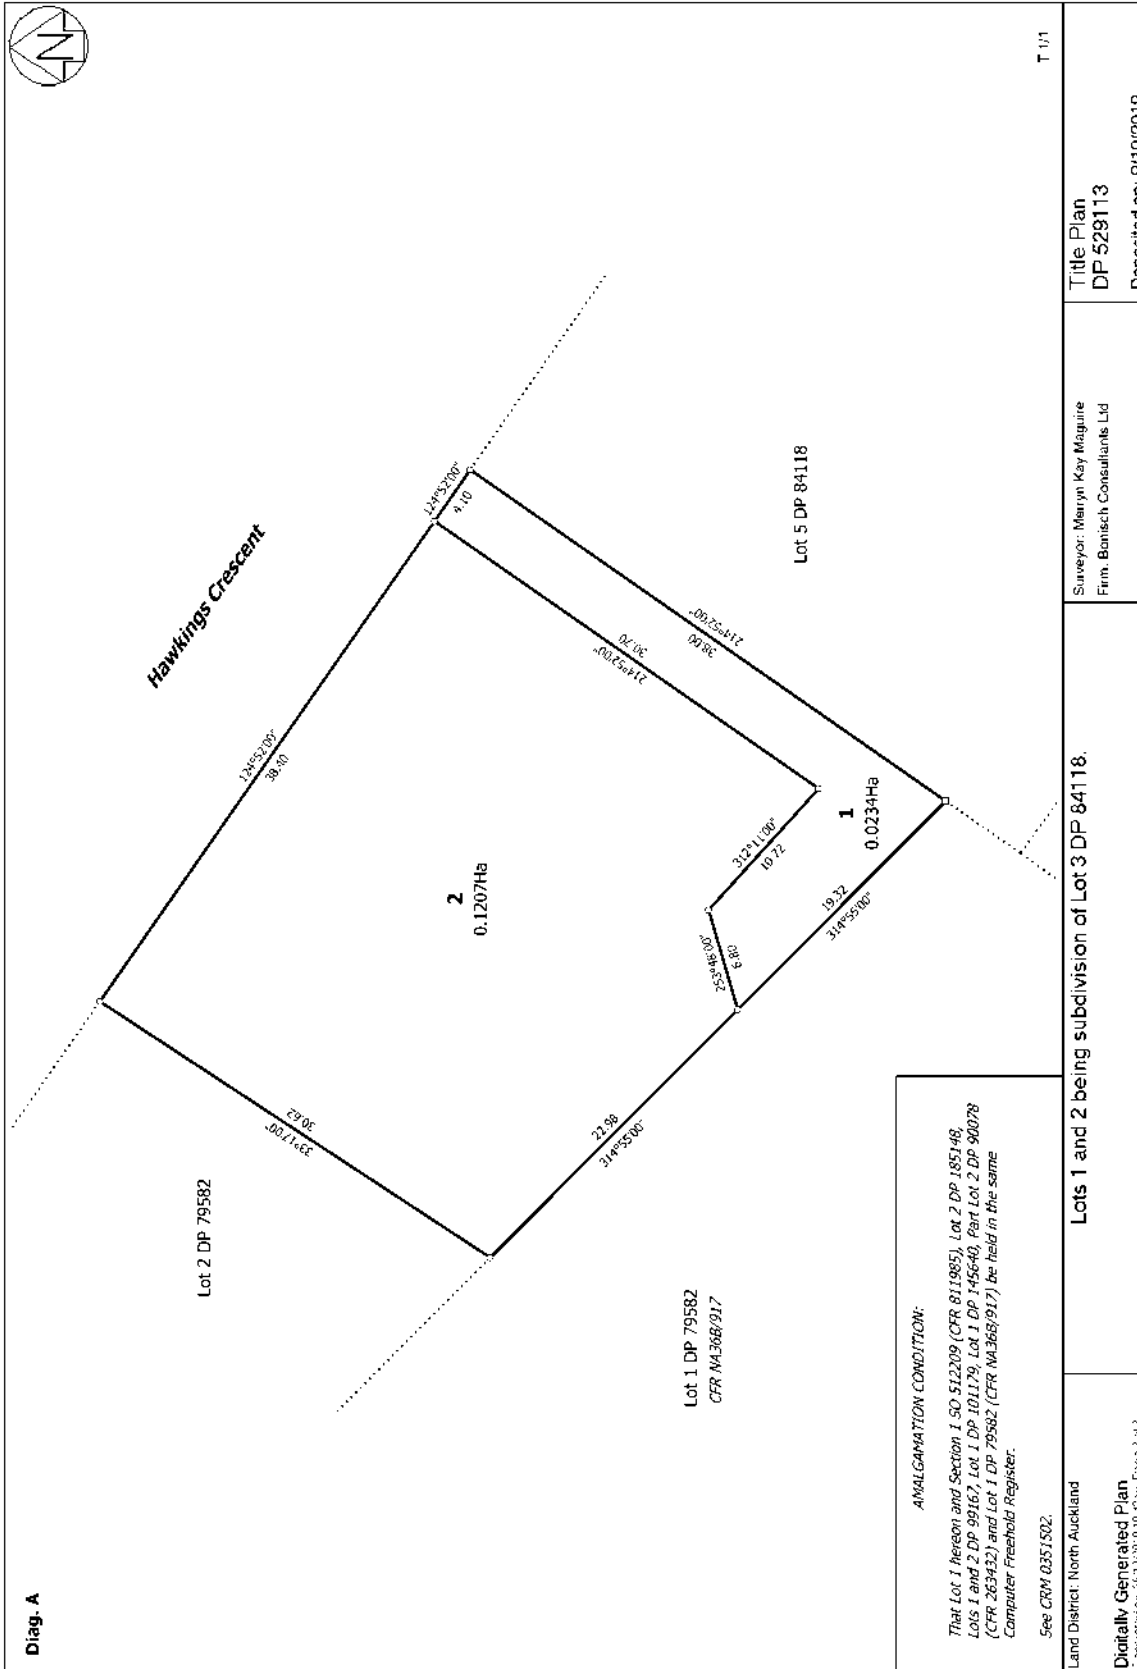 Diag. A
N
Hawkings Crescent
Lot 2 DP 79582
124°52'00"
38.40
124°52'00"
4.10
33°17'00"
30.62
2
0.1207Ha
214°52'00"
30.70
214°52'00"
38.00
Lot 5 DP 84118
312°11'00"
10.72
253°48'00"
6.80
1
0.0234Ha
22.98
314°55'00"
19.32
314°55'00"
Lot 1 DP 79582
CFR NA36B/917
AMALGAMATION CONDITION:
That Lot 1 hereon and Section 1 SO 512209 (CFR 811985), Lot 2 DP 185148,
Lots 1 and 2 DP 99167, Lot 1 DP 101179, Lot 1 DP 145640, Part Lot 2 DP 90078
(CFR 263432) and Lot 1 DP 79582 (CFR NA36B/917) be held in the same
Computer Freehold Register.
See CRM 0351502.
T 1/1
Land District: North Auckland
Digitally Generated Plan
Lots 1 and 2 being subdivision of Lot 3 DP 84118.
Surveyor: Merryn Kay Maguire
Firm: Bonisch Consultants Ltd
Title Plan
DP 529113
Deposited on: